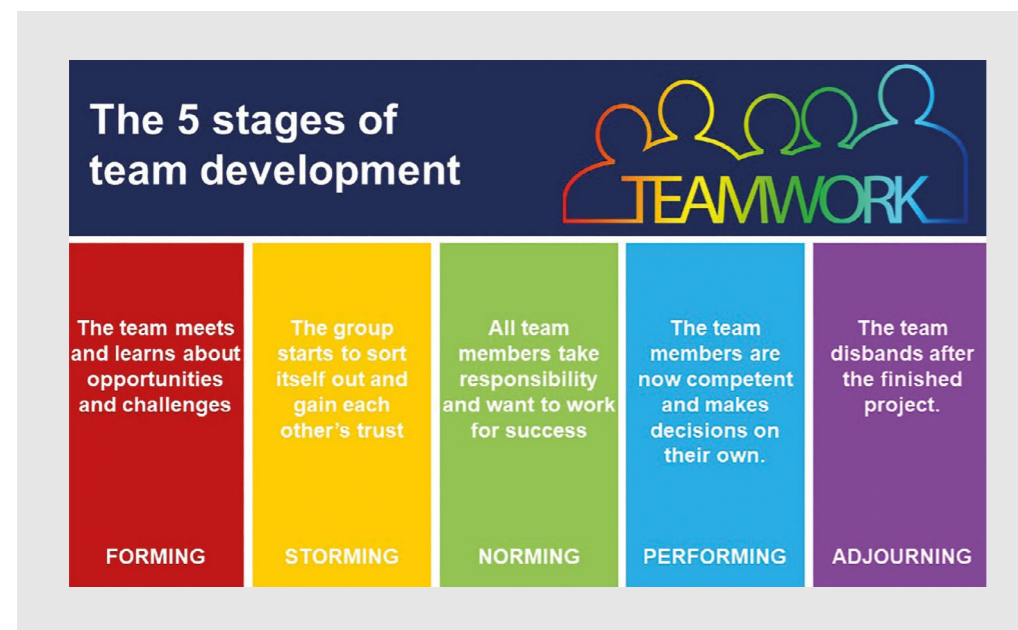 The 5 stages of
team development
TEAMWORK
The team meets
and learns about
opportunities
and challenges
FORMING
The group
starts to sort
itself out and
gain each
other's trust
STORMING
All team
members take
responsibility
and want to work
for success
NORMING
The team
members are
now competent
and makes
decisions on
their own.
PERFORMING
The team
disbands after
the finished
project.
ADJOURNING